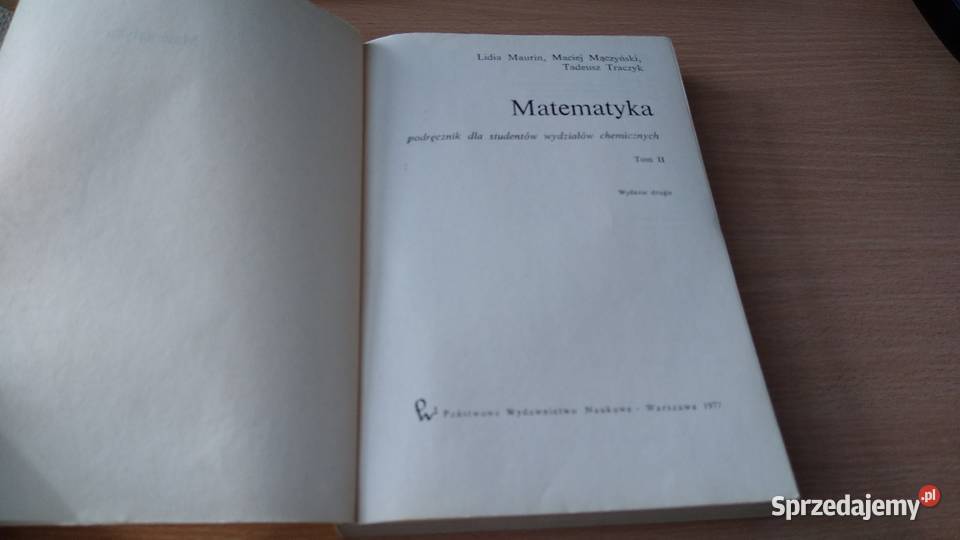 Lidia Maurin, Maciej Mączyński,
Tadeusz Traczyk
Matematyka
podręcznik dla studentów wydziałów chemicznych
Tom II
Wydanie drugie
Państwowe Wydawnictwo Naukowe · Warszawa 1977
Sprzedajemy.pl